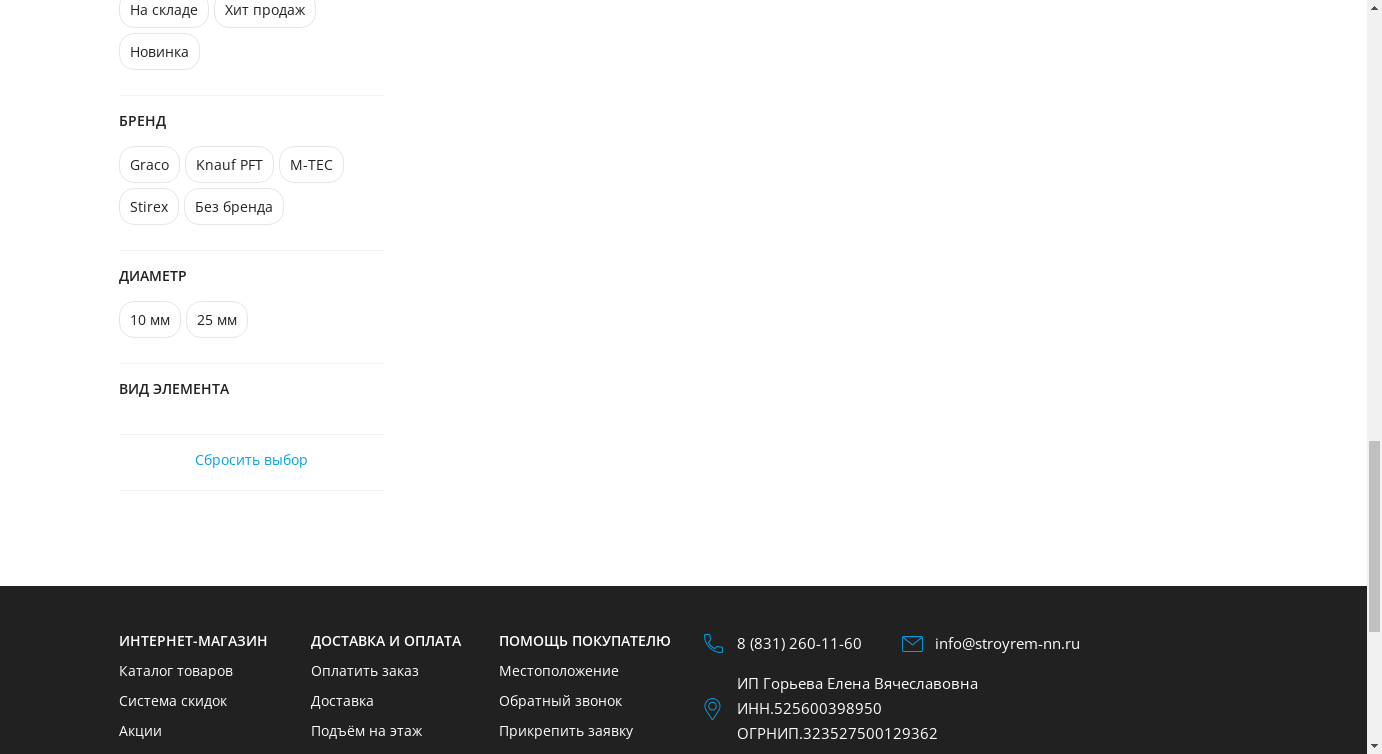 На складе Хит продаж
Новинка
БРЕНД
Graco Knauf PFT M-TEC
Stirex Без бренда
ДИАМЕТР
10 мм 25 мм
ВИД ЭЛЕМЕНТА
Сбросить выбор
ИНТЕРНЕТ-МАГАЗИН
Каталог товаров
Система скидок
Акции
ДОСТАВКА И ОПЛАТА
Оплатить заказ
Доставка
Подъём на этаж
ПОМОЩЬ ПОКУПАТЕЛЮ
Местоположение
Обратный звонок
Прикрепить заявку
8 (831) 260-11-60 info@stroyrem-nn.ru
ИП Горьева Елена Вячеславовна
ИНН.525600398950
ОГРНИП.323527500129362